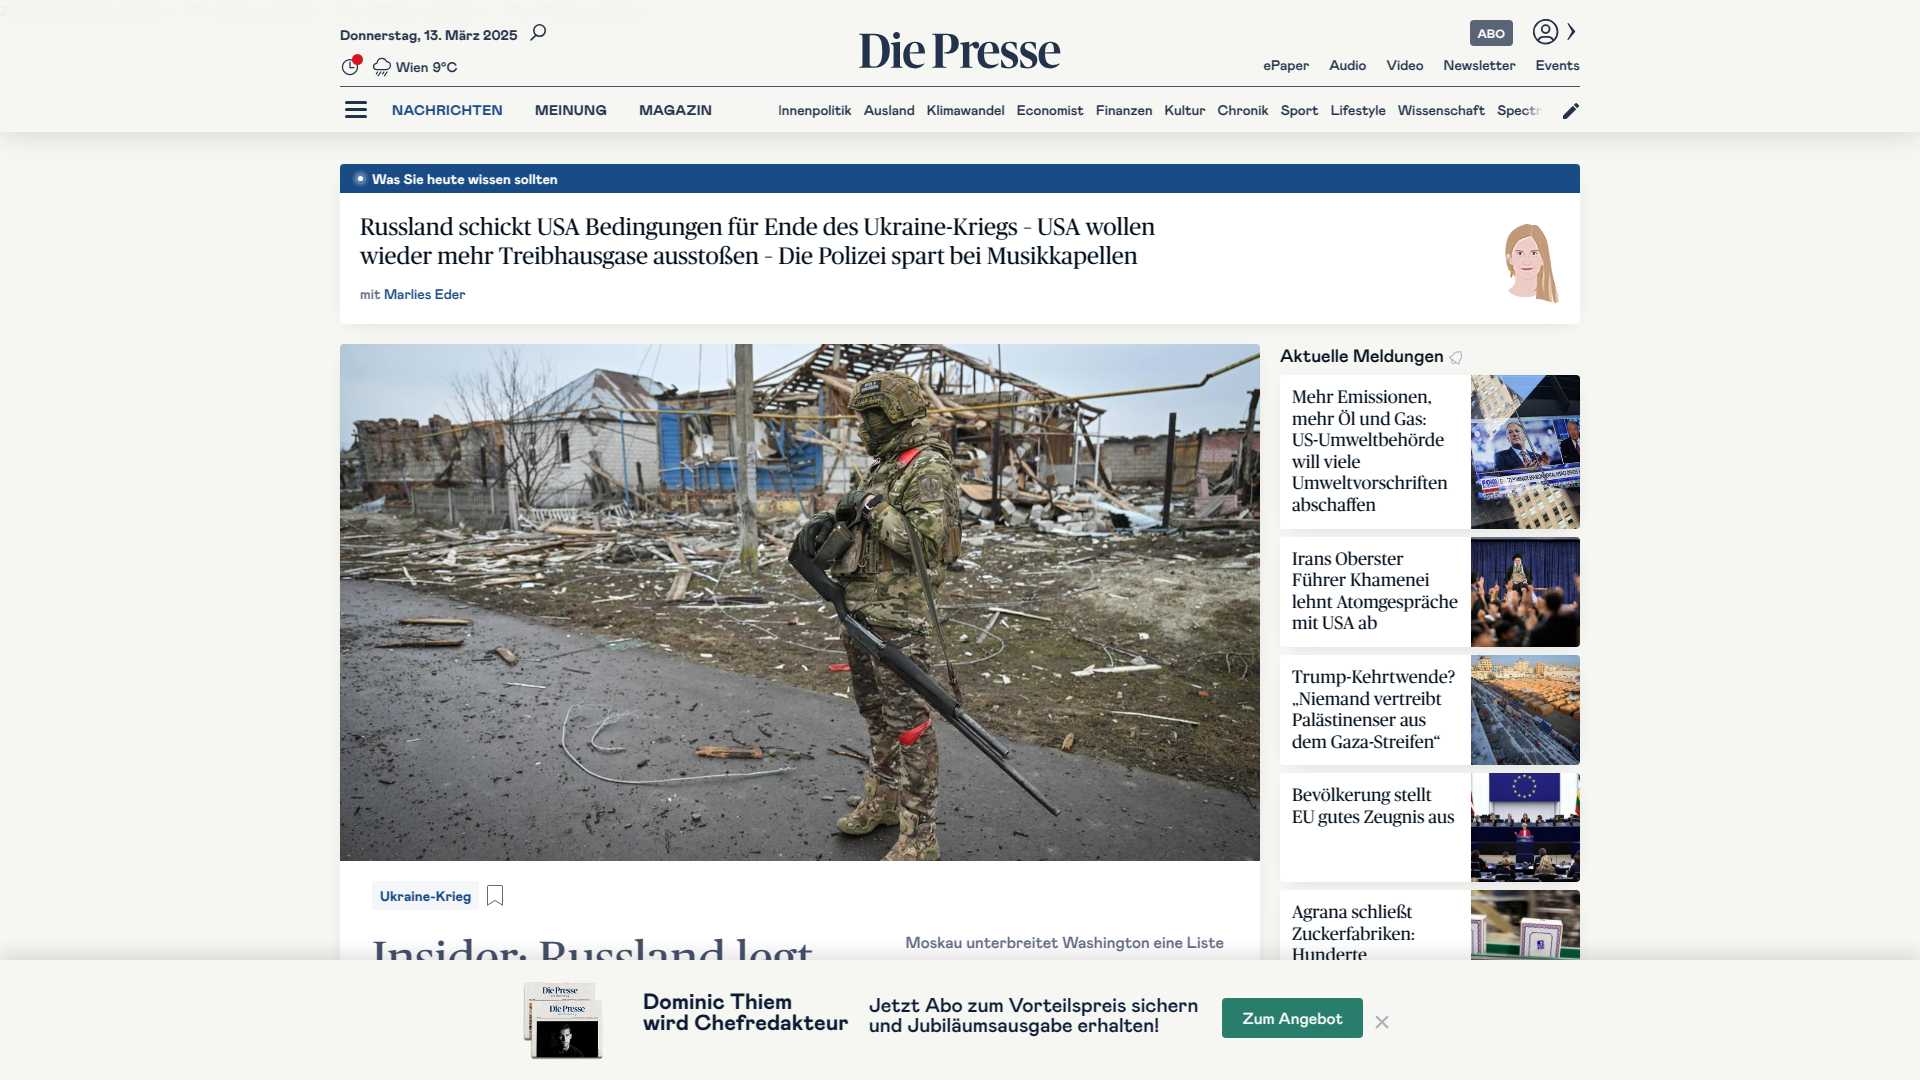 Donnerstag, 13. März 2025
Wien 9°C
Die Presse
ABO
ePaper Audio Video Newsletter Events
NACHRICHTEN MEINUNG MAGAZIN
Innenpolitik Ausland Klimawandel Economist Finanzen Kultur Chronik Sport Lifestyle Wissenschaft
Was Sie heute wissen sollten
Russland schickt USA Bedingungen für Ende des Ukraine-Kriegs – USA wollen
wieder mehr Treibhausgase ausstoßen – Die Polizei spart bei Musikkapellen
mit Marlies Eder
Ukraine-Krieg
Insider: Russland legt
Moskau unterbreitet Washington eine Liste
Aktuelle Meldungen
Mehr Emissionen,
mehr Öl und Gas:
US-Umweltbehörde
will viele
Umweltvorschriften
abschaffen
Irans Oberster
Führer Khamenei
lehnt Atomgespräche
mit USA ab
Trump-Kehrtwende?
„Niemand vertreibt
Palästinenser aus
dem Gaza-Streifen“
Bevölkerung stellt
EU gutes Zeugnis aus
Agrana schließt
Zuckerfabriken:
Hunderte
Die Presse
Die Presse
Dominic Thiem
wird Chefredakteur
Jetzt Abo zum Vorteilspreis sichern
und Jubiläumsausgabe erhalten!
Zum Angebot